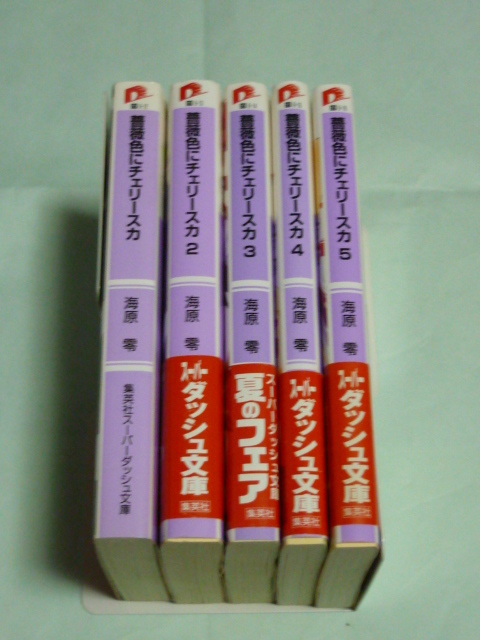 薔薇色にチェリースカ
海原 零
集英社スーパーダッシュ文庫
薔薇色にチェリースカ 2
海原 零
スーパーダッシュ文庫
集英社
薔薇色にチェリースカ 3
海原 零
スーパーダッシュ文庫
夏のフェア
集英社
薔薇色にチェリースカ 4
海原 零
スーパーダッシュ文庫
集英社
薔薇色にチェリースカ 5
海原 零
スーパーダッシュ文庫
集英社